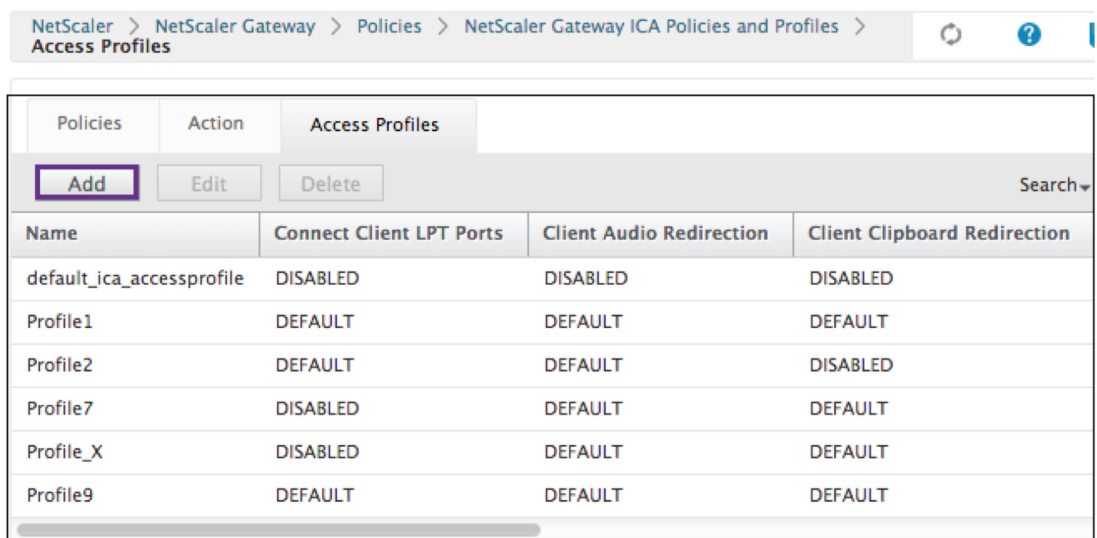 NetScaler > NetScaler Gateway > Policies > NetScaler Gateway ICA Policies and Profiles >
Access Profiles
Policies Action Access Profiles
Add Edit Delete Search
Name Connect Client LPT Ports Client Audio Redirection Client Clipboard Redirection
default_ica_accessprofile DISABLED DISABLED DISABLED
Profile1 DEFAULT DEFAULT DEFAULT
Profile2 DEFAULT DEFAULT DISABLED
Profile7 DISABLED DEFAULT DEFAULT
Profile_X DISABLED DEFAULT DEFAULT
Profile9 DEFAULT DEFAULT DEFAULT